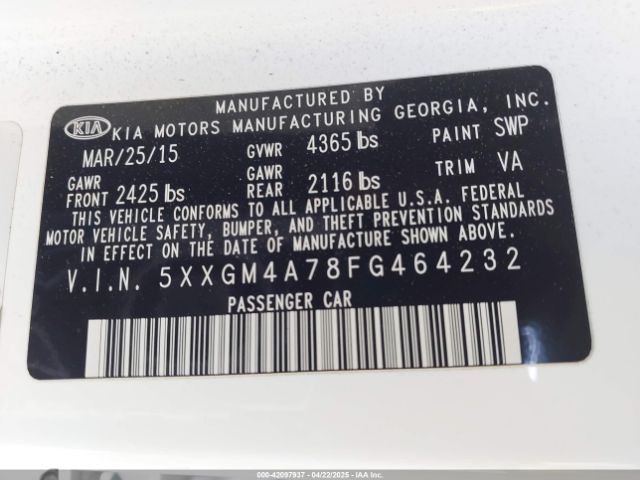 MANUFACTURED BY
KIA KIA MOTORS MANUFACTURING GEORGIA, INC.
MAR/25/15 GVWR 4365 lbs PAINT SWP
GAWR FRONT 2425 lbs GAWR REAR 2116 lbs TRIM VA
THIS VEHICLE CONFORMS TO ALL APPLICABLE U.S.A. FEDERAL
MOTOR VEHICLE SAFETY, BUMPER, AND THEFT PREVENTION STANDARDS
IN EFFECT ON THE DATE OF MANUFACTURE SHOWN ABOVE.
V.I.N. 5XXGM4A78FG464232
PASSENGER CAR
000-42097937 - 04/22/2025 - IAA, Inc.